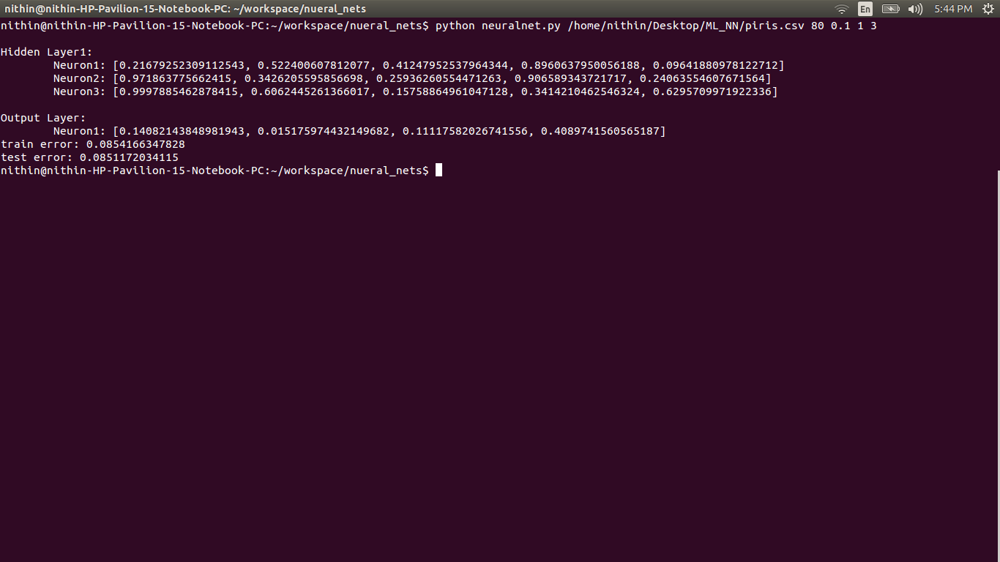 nithin@nithin-HP-Pavilion-15-Notebook-PC: ~/workspace/nueral_nets En 5:44 PM
nithin@nithin-HP-Pavilion-15-Notebook-PC:~/workspace/nueral_nets$ python neuralnet.py /home/nithin/Desktop/ML_NN/piris.csv 80 0.1 1 3
Hidden Layer1:
Neuron1: [0.21679252309112543, 0.522400607812077, 0.41247952537964344, 0.8960637950056188, 0.09641880978122712]
Neuron2: [0.971863775662415, 0.3426205595856698, 0.25936260554471263, 0.906589343721717, 0.24063554607671564]
Neuron3: [0.9997885462878415, 0.6062445261366017, 0.15758864961047128, 0.3414210462546324, 0.6295709971922336]
Output Layer:
Neuron1: [0.14082143848981943, 0.015175974432149682, 0.11117582026741556, 0.4089741560565187]
train error: 0.0854166347828
test error: 0.0851172034115
nithin@nithin-HP-Pavilion-15-Notebook-PC:~/workspace/nueral_nets$